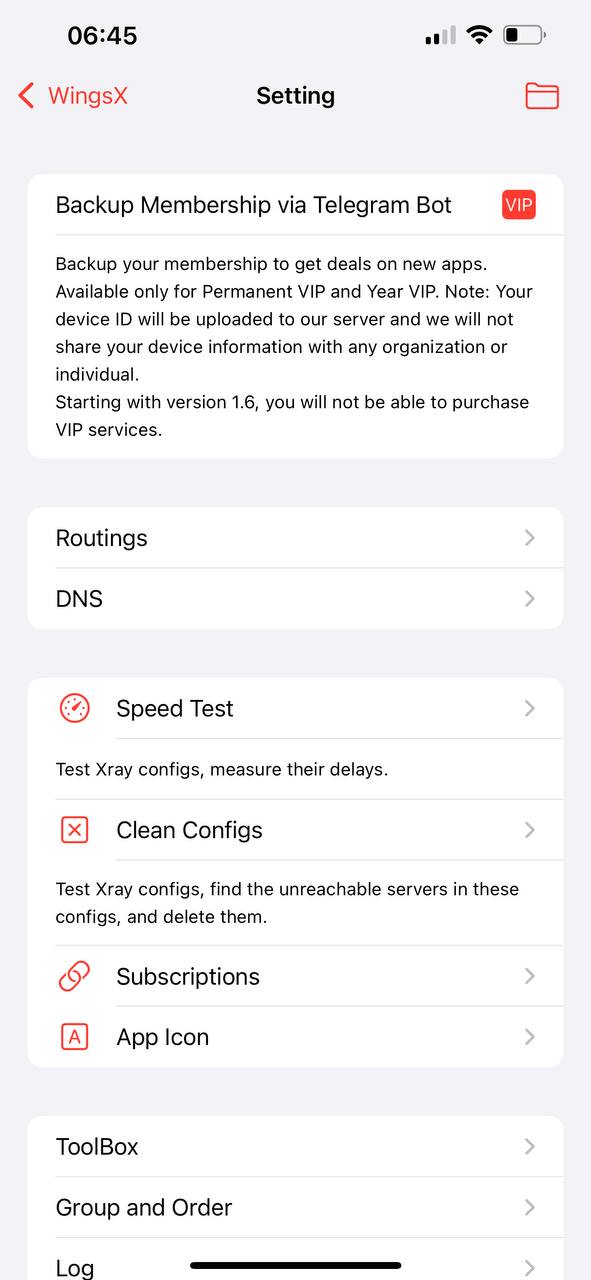 06:45
WingsX
Setting
Backup Membership via Telegram Bot
VIP
Backup your membership to get deals on new apps.
Available only for Permanent VIP and Year VIP. Note: Your
device ID will be uploaded to our server and we will not
share your device information with any organization or
individual.
Starting with version 1.6, you will not be able to purchase
VIP services.
Routings
DNS
Speed Test
Test Xray configs, measure their delays.
Clean Configs
Test Xray configs, find the unreachable servers in these
configs, and delete them.
Subscriptions
A
App Icon
ToolBox
Group and Order
Log